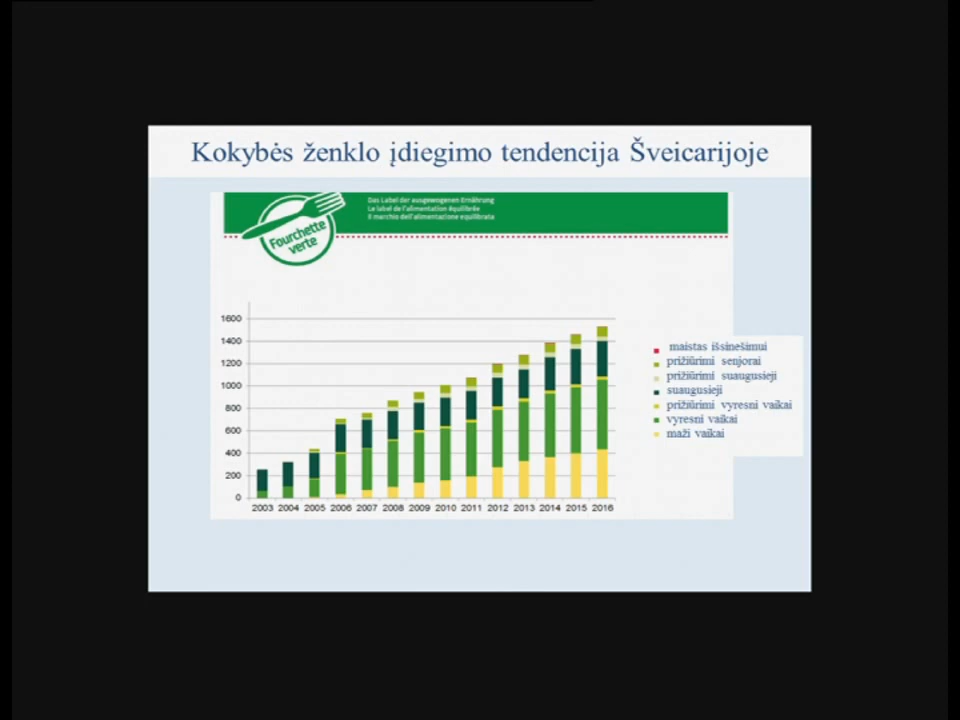 Kokybės ženklo įdiegimo tendencija Šveicarijoje
Das Label der ausgewogenen Ernährung
Le label de l'alimentation équilibrée
Il marchio dell'alimentazione equilibrata
Fourchette
verte
1600
1400
1200
1000
800
600
400
200
0
2003 2004 2005 2006 2007 2008 2009 2010 2011 2012 2013 2014 2015 2016
maistas išsinešimui
prižiūrimi senjorai
prižiūrimi suaugusieji
suaugusieji
prižiūrimi vyresni vaikai
vyresni vaikai
maži vaikai